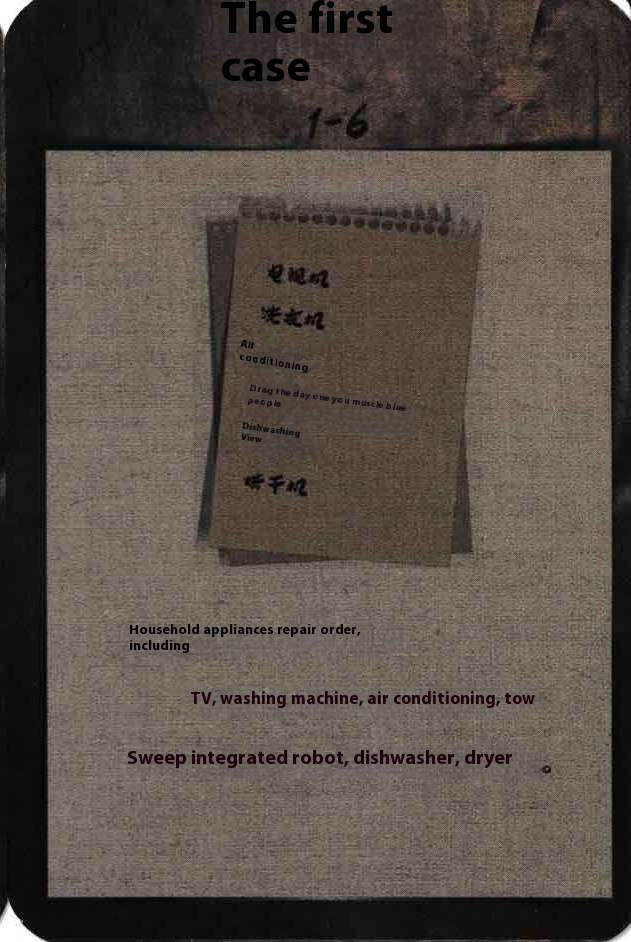 The first
case
1-6
电视机
洗衣机
Air
conditioning
Drag the day one you muscle blue
people
Dishwashing
View
烘干机
Household appliances repair order,
including
TV, washing machine, air conditioning, tow
Sweep integrated robot, dishwasher, dryer